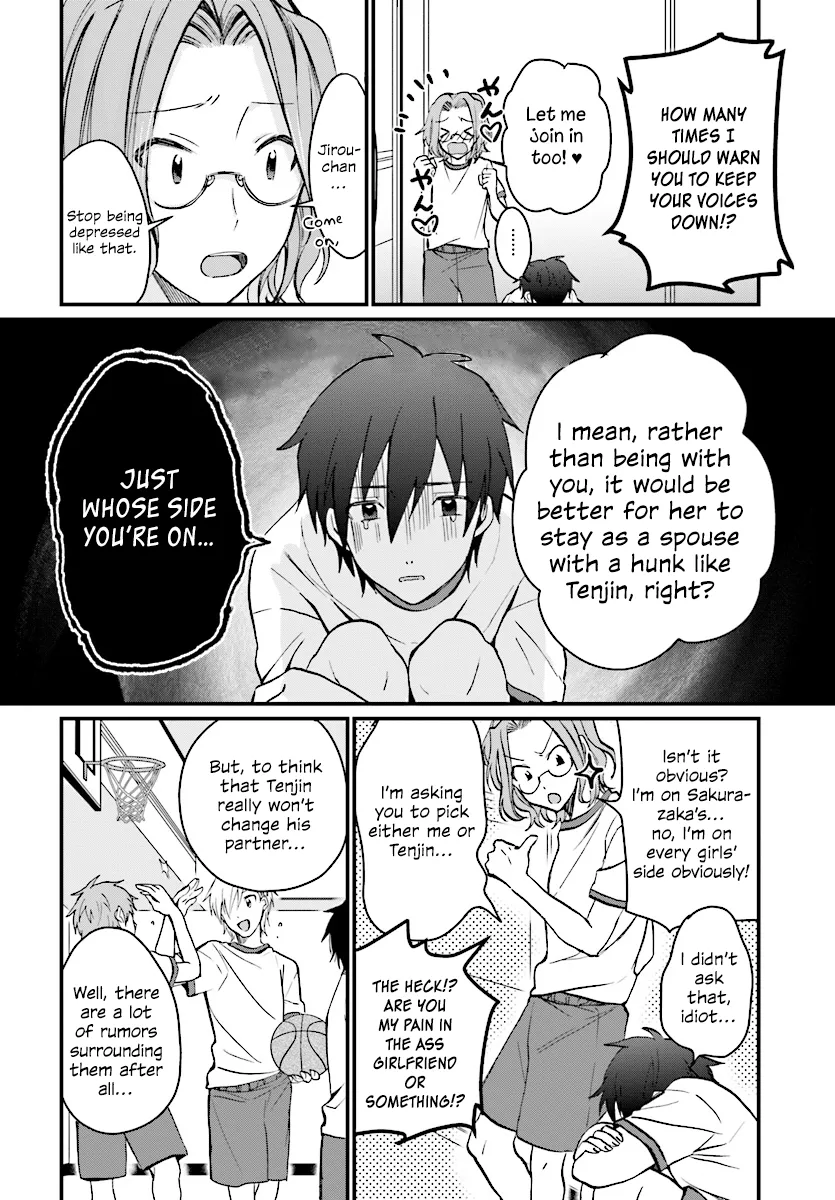 HOW MANY
TIMES I
SHOULD WARN
YOU TO KEEP
YOUR VOICES
DOWN!?
Let me
Join in
too! ♥
やん♡
やん♡
......
Jirou-
chan
...
Come
on,
Stop being
depressed
like that.
I mean, rather
than being with
you, it would be
better for her to
stay as a spouse
with a hunk like
Tenjin, right?
JUST
WHOSE SIDE
YOU'RE ON...
Isn't it
obvious?
I'm on Sakura-
zaka's...
no, I'm on
every girls'
side obviously!
I didn't
ask
that,
idiot...
I'm asking
you to pick
either me or
Tenjin...
THE HECK!?
ARE YOU
MY PAIN IN
THE ASS
GIRLFRIEND
OR
SOMETHING!?
But, to think
that Tenjin
really won't
change his
partner...
Well, there
are a lot
of rumors
surrounding
them after
all...